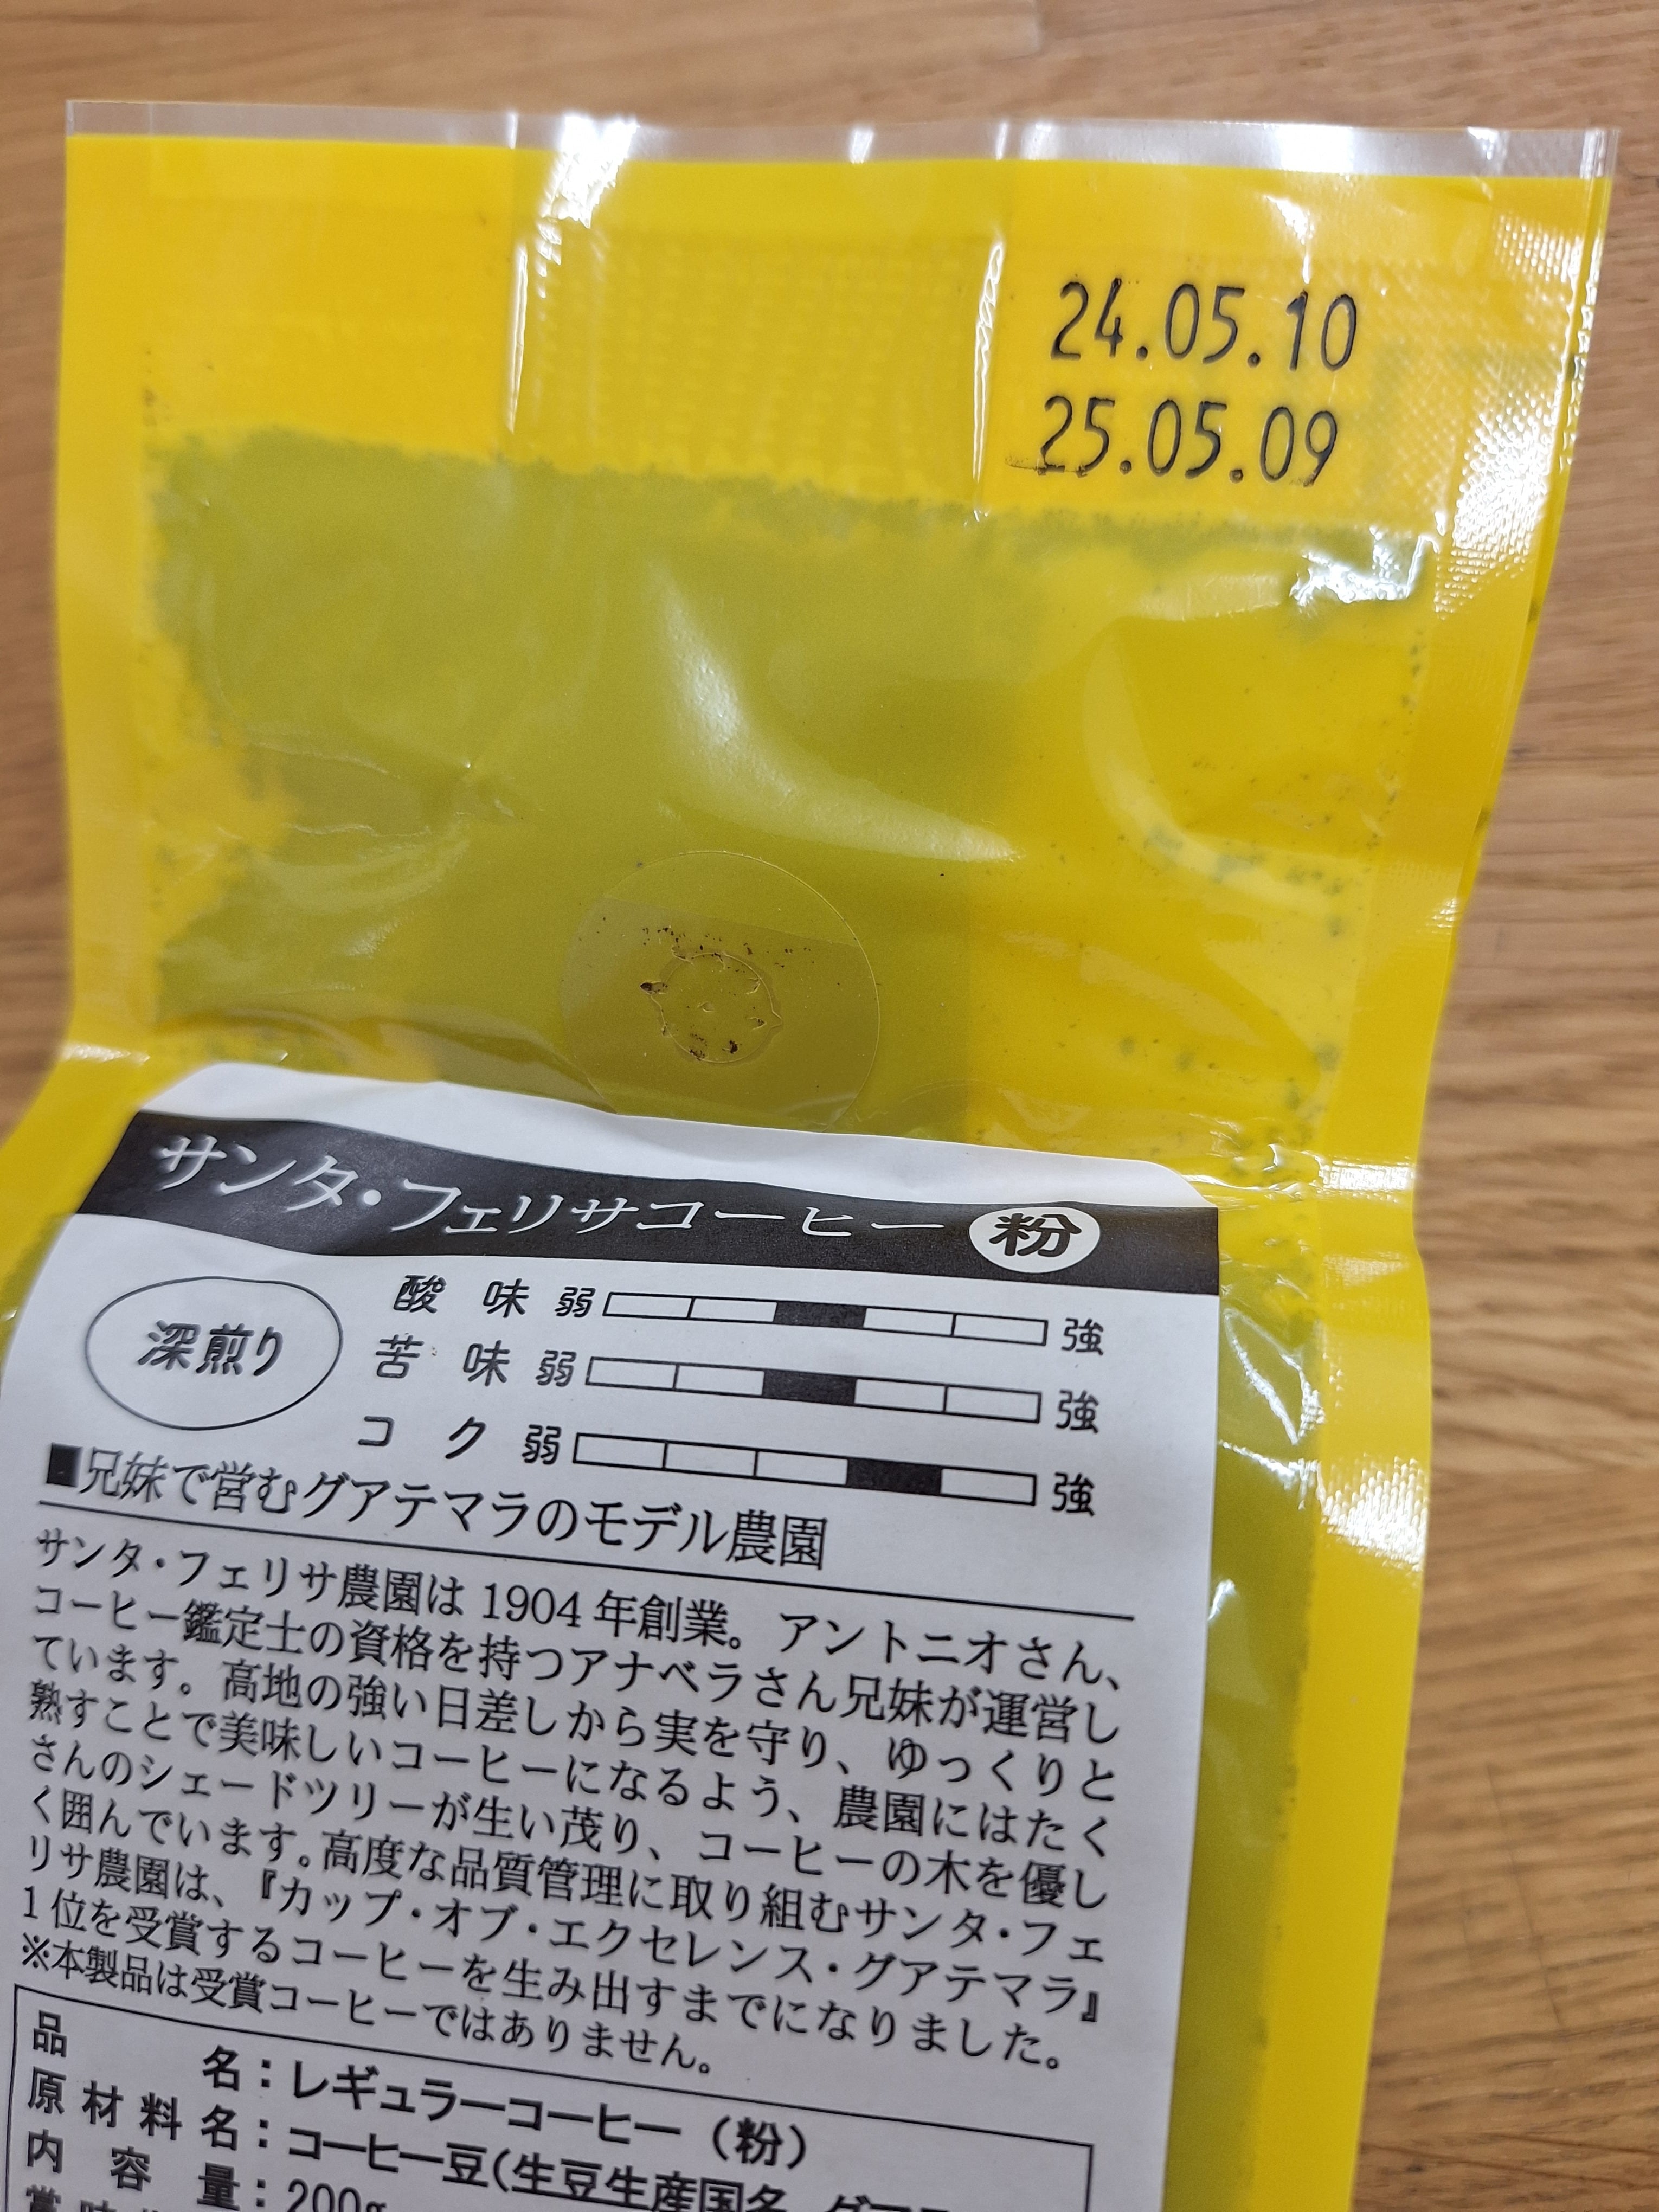 24.05.10
25.05.09
サンタ・フェリサコーヒー 粉
深煎り
酸味 弱 強
苦味 弱 強
コク 弱 強
■兄妹で営むグアテマラのモデル農園
サンタ・フェリサ農園は1904年創業。アントニオさん、
コーヒー鑑定士の資格を持つアナベラさん兄妹が運営し
ています。高地の強い日差しから実を守り、ゆっくりと
熟すことで美味しいコーヒーになるよう、農園にはたく
さんのシェードツリーが生い茂り、コーヒーの木を優し
く囲んでいます。高度な品質管理に取り組むサンタ・フェ
リサ農園は、『カップ・オブ・エクセレンス・グアテマラ』
1位を受賞するコーヒーを生み出すまでになりました。
※本製品は受賞コーヒーではありません。
品名：レギュラーコーヒー（粉）
原材料名：コーヒー豆(生豆生産国名
内容量：200g